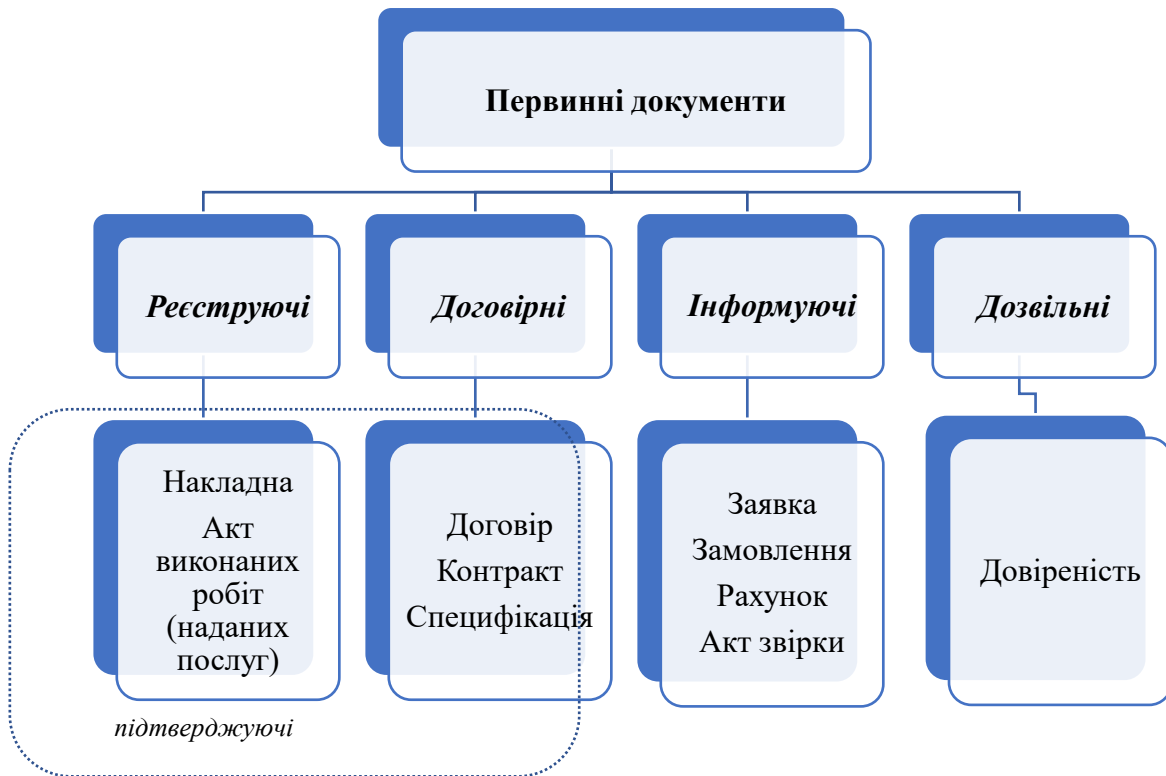 Первинні документи
Реєструючі
Договірні
Інформуючі
Дозвільні
Накладна
Акт
виконаних
робіт
(наданих
послуг)
Договір
Контракт
Специфікація
Заявка
Замовлення
Рахунок
Акт звірки
Довіреність
підтверджуючі